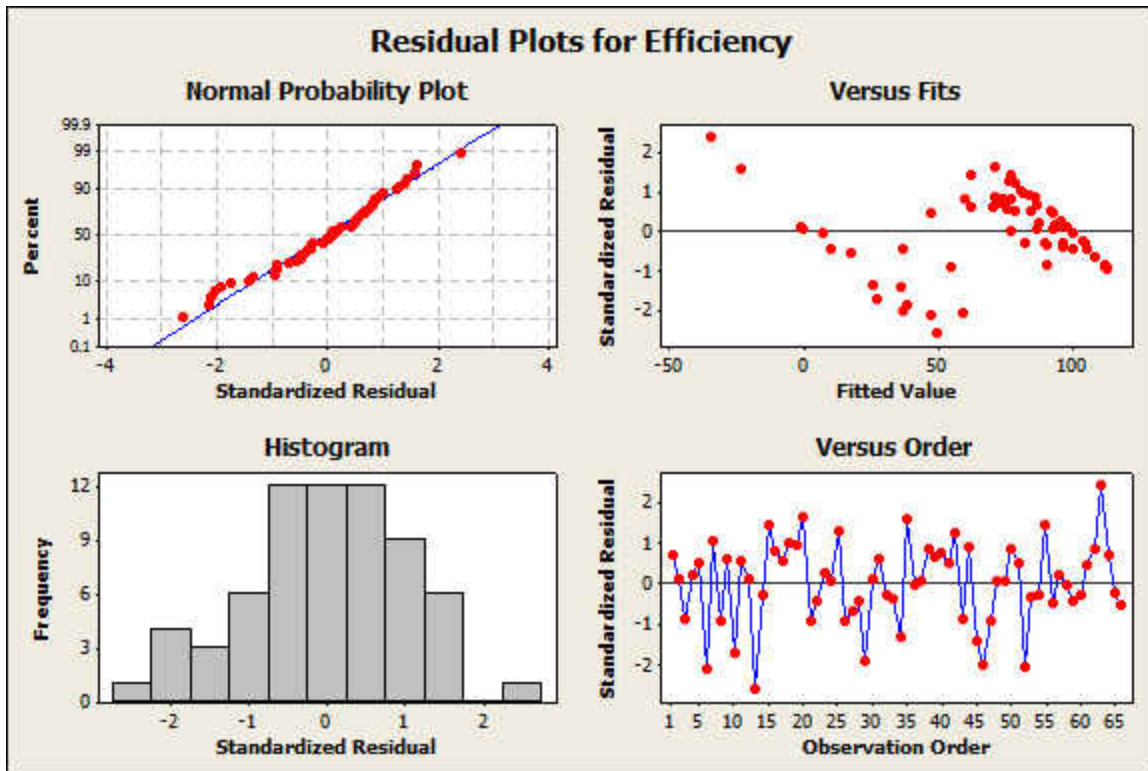 Residual Plots for Efficiency
Normal Probability Plot
Versus Fits
Percent
99.9
99
90
50
10
1
0.1
-4
-2
0
2
4
Standardized Residual
Standardized Residual
2
1
0
-1
-2
-50
0
50
100
Fitted Value
Histogram
Versus Order
Frequency
12
9
6
3
0
-2
-1
0
1
2
Standardized Residual
Standardized Residual
2
1
0
-1
-2
1 5 10 15 20 25 30 35 40 45 50 55 60 65
Observation Order